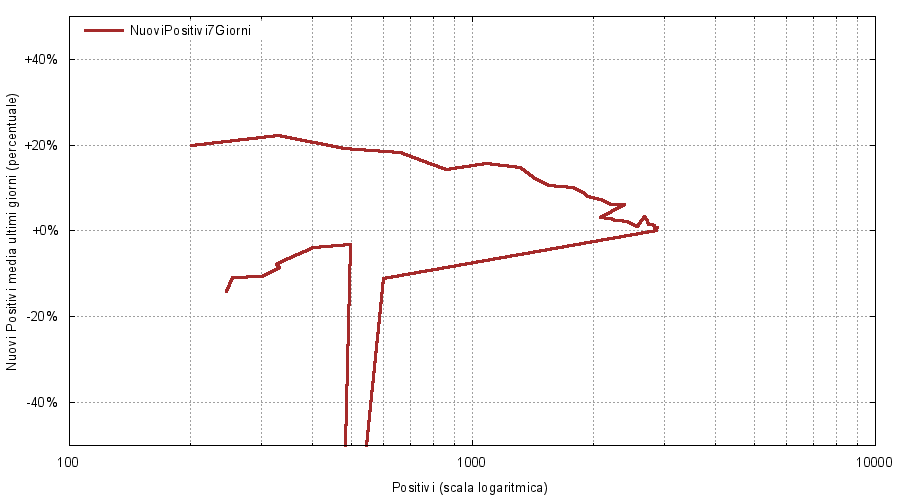 NuoviPositivi7Giorni
+40%
+20%
+0%
-20%
-40%
Nuovi Positivi media ultimi giorni (percentuale)
100 1000 10000
Positivi (scala logaritmica)